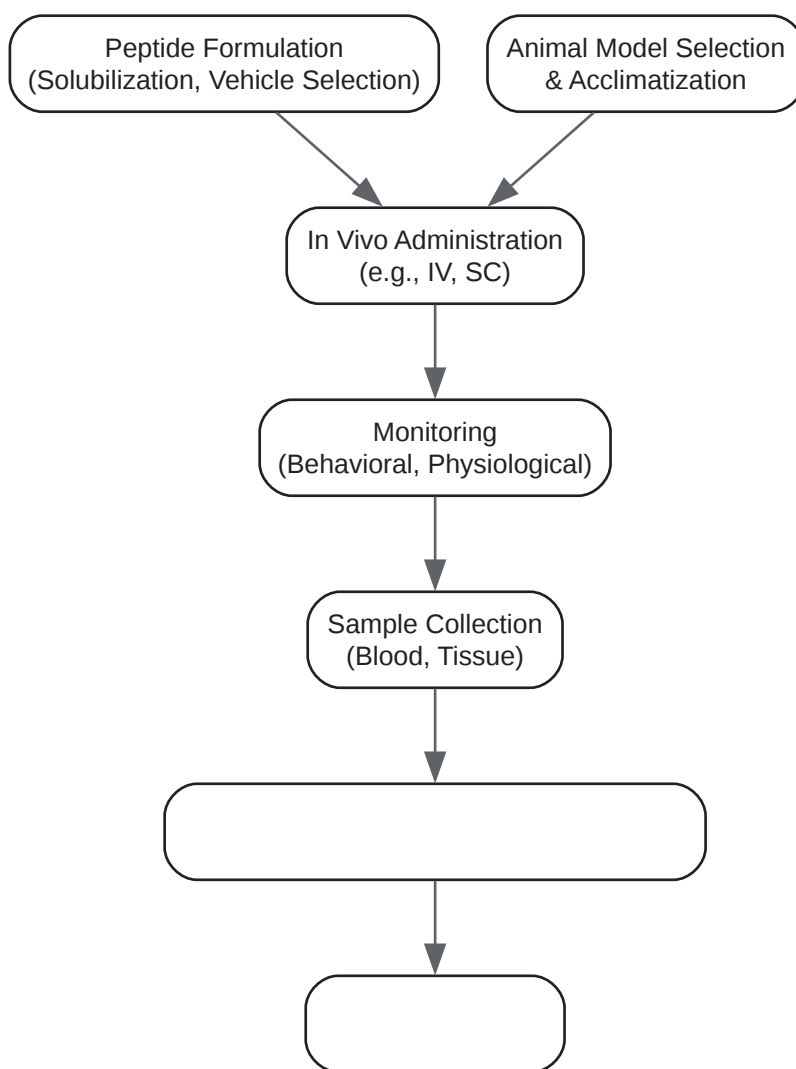 Peptide Formulation
(Solubilization, Vehicle Selection)
Animal Model Selection
& Acclimatization
In Vivo Administration
(e.g., IV, SC)
Monitoring
(Behavioral, Physiological)
Sample Collection
(Blood, Tissue)